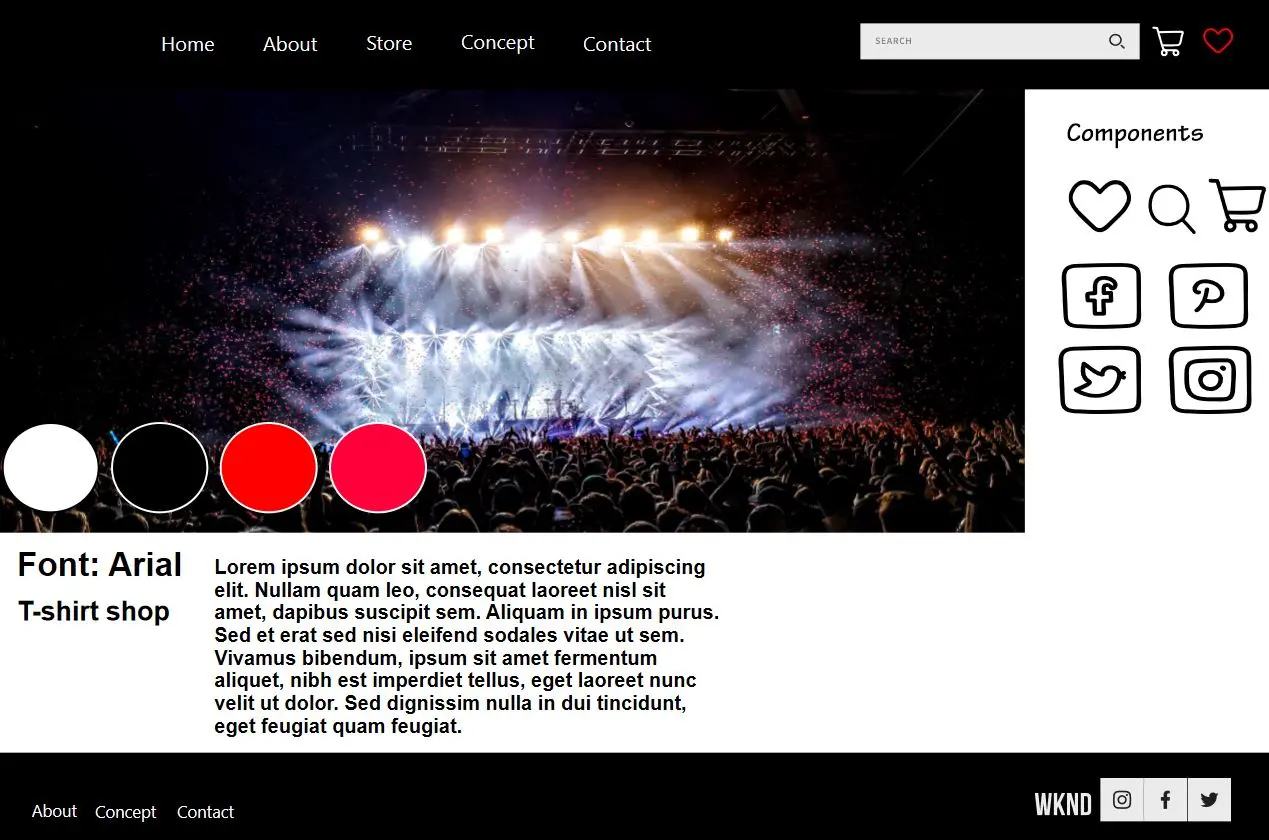 Home About Store Concept Contact
SEARCH
Components
Font: Arial
T-shirt shop
Lorem ipsum dolor sit amet, consectetur adipiscing
elit. Nullam quam leo, consequat laoreet nisl sit
amet, dapibus suscipit sem. Aliquam in ipsum purus.
Sed et erat sed nisi eleifend sodales vitae ut sem.
Vivamus bibendum, ipsum sit amet fermentum
aliquet, nibh est imperdiet tellus, eget laoreet nunc
velit ut dolor. Sed dignissim nulla in dui tincidunt,
eget feugiat quam feugiat.
About Concept Contact
WKND